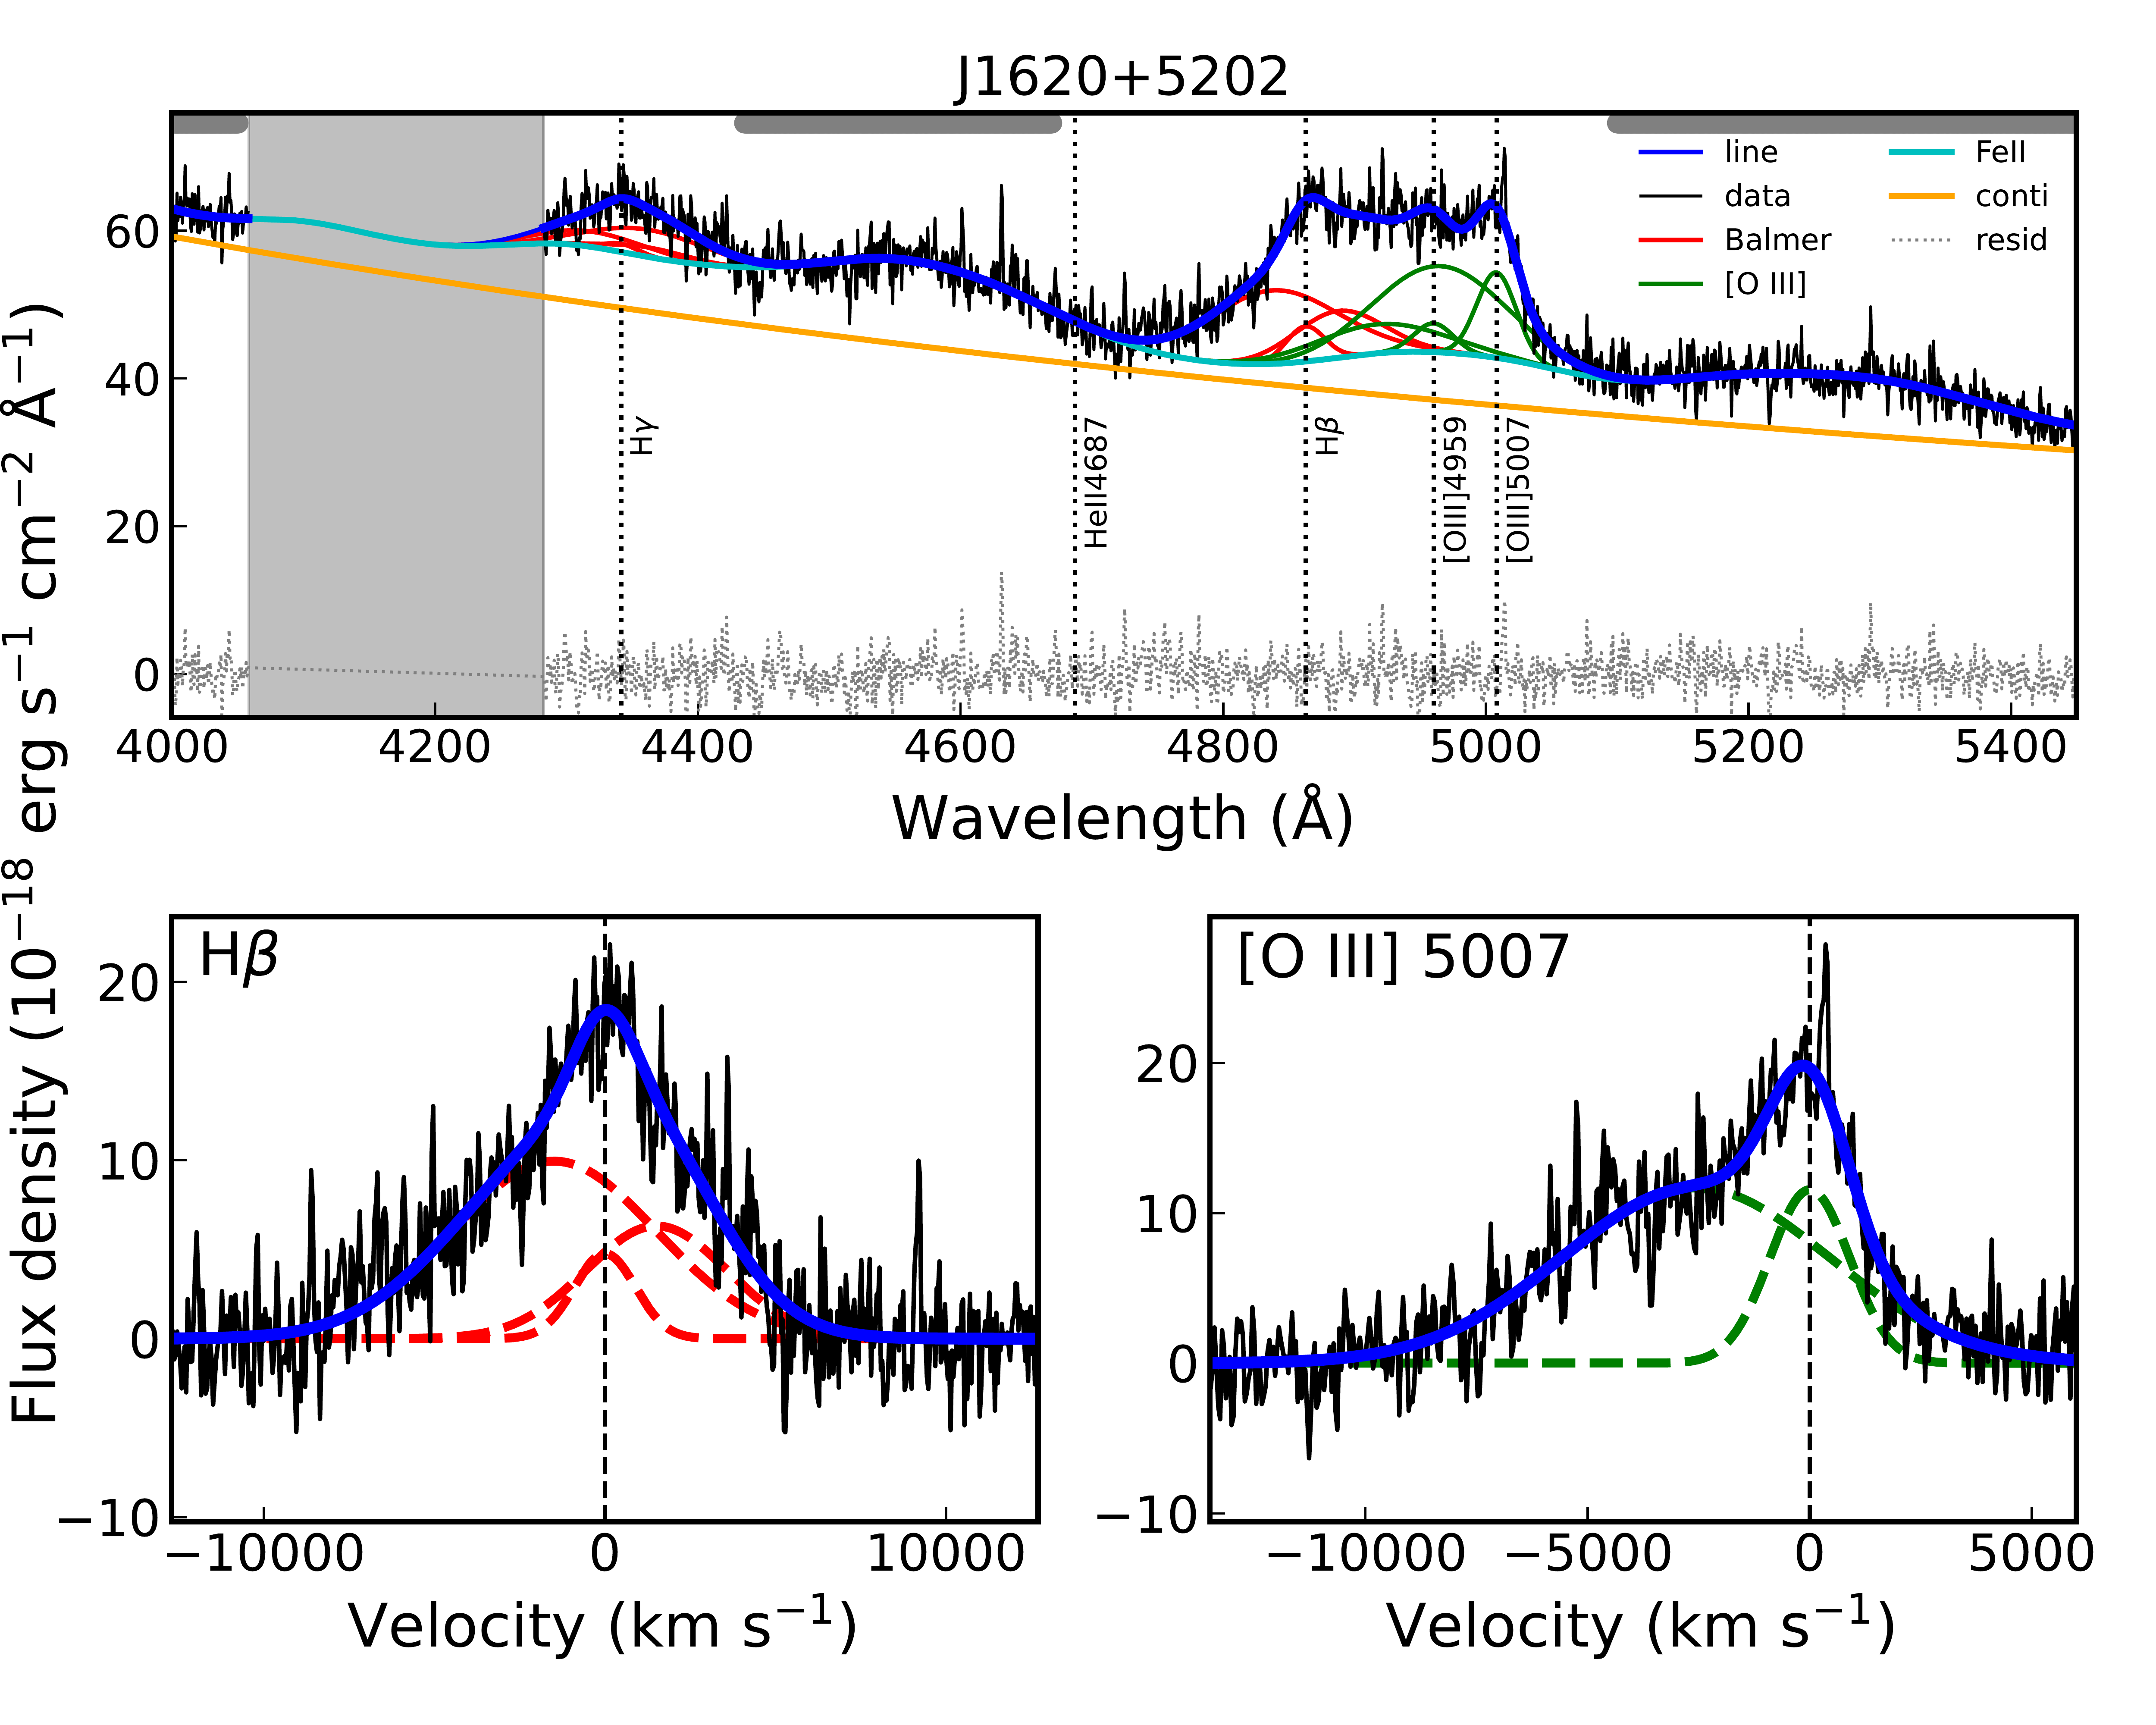 J1620+5202
line
data
Balmer
[O III]
FeII
conti
resid
Hγ
HeII4687
Hβ
[OIII]4959
[OIII]5007
60
40
20
0
4000 4200 4400 4600 4800 5000 5200 5400
Wavelength (Å)
Flux density (10⁻¹⁸ erg s⁻¹ cm⁻² Å⁻¹)
Hβ
20
10
0
−10
−10000 0 10000
Velocity (km s⁻¹)
[O III] 5007
20
10
0
−10
−10000 −5000 0 5000
Velocity (km s⁻¹)